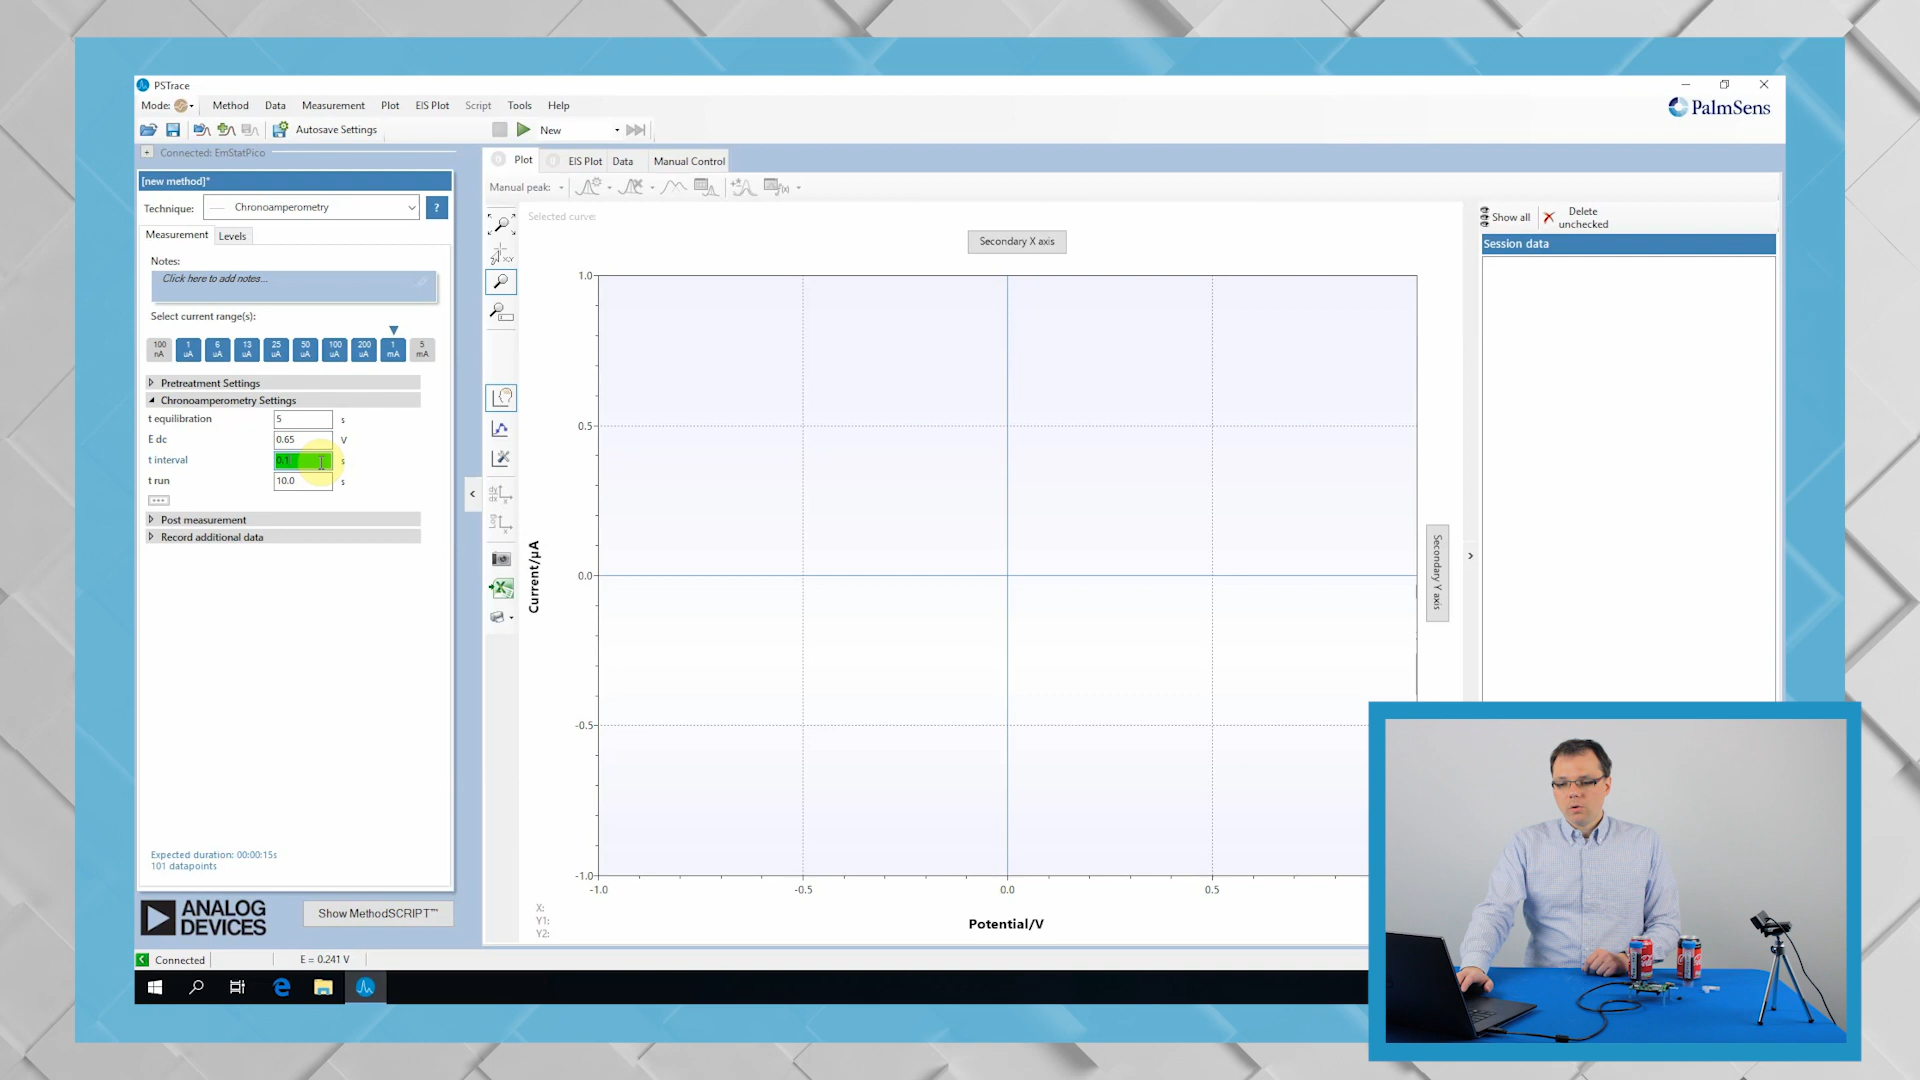 PSTrace
Mode: Method Data Measurement Plot EIS Plot Script Tools Help
PalmSens
Autosave Settings New
Connected: EmStatPico
Plot EIS Plot Data Manual Control
[new method]*
Manual peak:
Technique: Chronoamperometry ?
Selected curve:
Show all Delete unchecked
Measurement Levels
Secondary X axis
Session data
Notes:
Click here to add notes...
Select current range(s):
100 nA 1 uA 6 uA 13 uA 25 uA 50 uA 100 uA 200 uA 1 mA 5 mA
Pretreatment Settings
Chronoamperometry Settings
t equilibration 5 s
E dc 0.65 V
t interval 0.1 s
t run 10.0 s
Post measurement
Record additional data
1.0
0.5
0.0
-0.5
-1.0
Current/µA
Secondary Y axis
-1.0 -0.5 0.0 0.5
Potential/V
X:
Y1:
Y2:
Expected duration: 00:00:15s
101 datapoints
ANALOG
DEVICES
Show MethodSCRIPT™
Connected E = 0.241 V